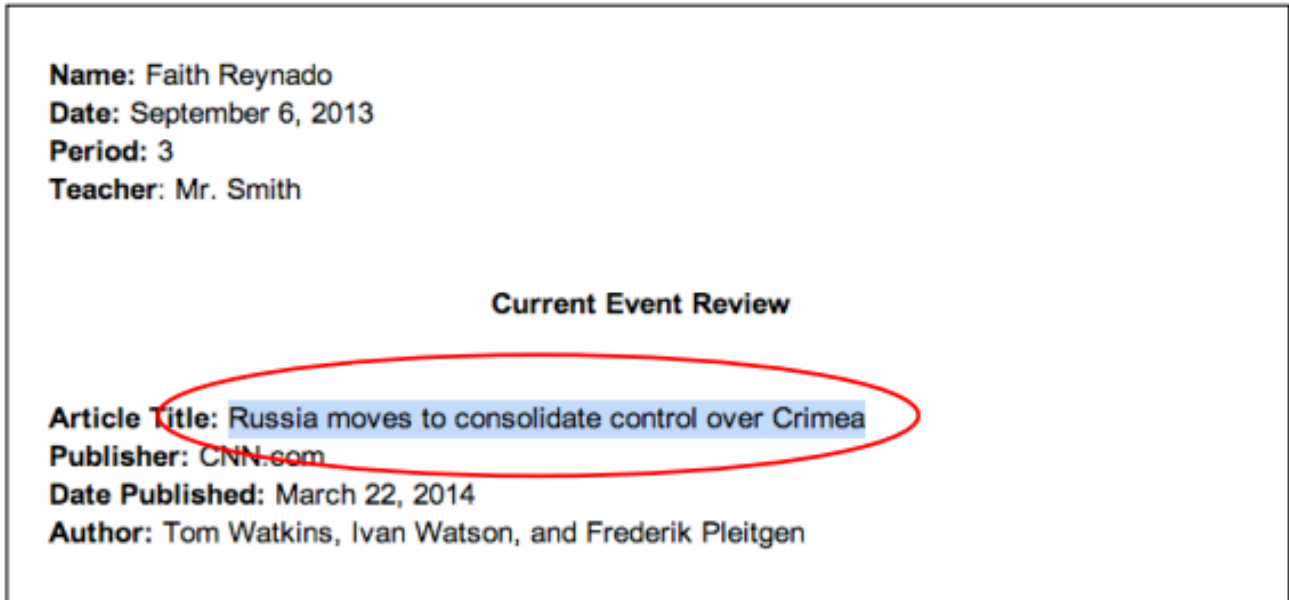 Name: Faith Reynado
Date: September 6, 2013
Period: 3
Teacher: Mr. Smith
Current Event Review
Article Title: Russia moves to consolidate control over Crimea
Publisher: CNN.com
Date Published: March 22, 2014
Author: Tom Watkins, Ivan Watson, and Frederik Pleitgen